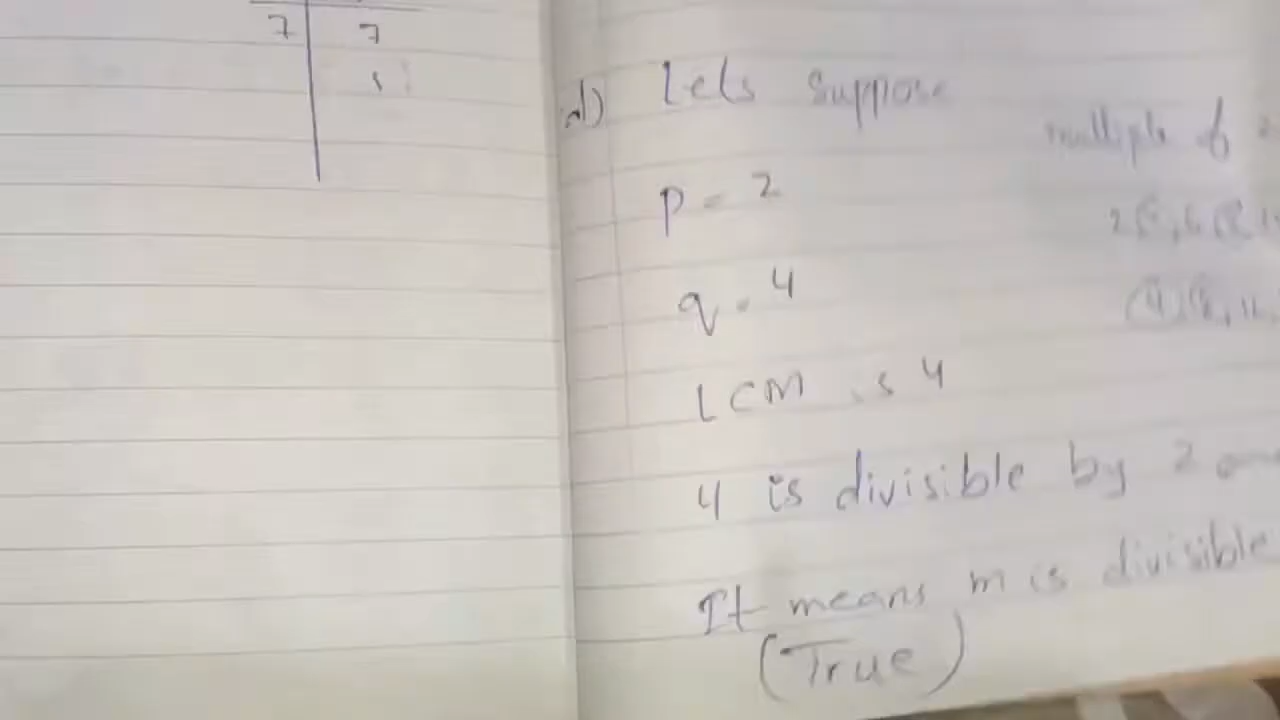 7 7
d) Lets Suppose
multiple of
p = 2
q = 4
LCM is 4
4 is divisible by 2
It means m is divisible
(True)